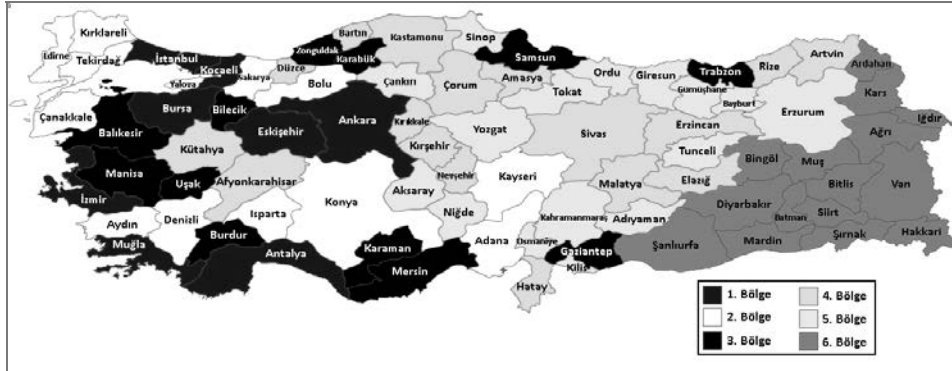 Kırklareli
Edirne
Tekirdağ
İstanbul
Kocaeli
Yalova
Sakarya
Düzce
Bolu
Zonguldak
Bartın
Karabük
Kastamonu
Sinop
Samsun
Çankırı
Çorum
Amasya
Tokat
Ordu
Giresun
Trabzon
Gümüşhane
Bayburt
Rize
Artvin
Ardahan
Kars
Iğdır
Ağrı
Erzurum
Erzincan
Çanakkale
Balıkesir
Bursa
Bilecik
Eskişehir
Ankara
Kırıkkale
Kırşehir
Yozgat
Sivas
Tunceli
Bingöl
Muş
Bitlis
Van
Kütahya
Manisa
Uşak
Afyonkarahisar
Nevşehir
Aksaray
Kayseri
Malatya
Elazığ
Diyarbakır
Batman
Siirt
Şırnak
Hakkari
İzmir
Aydın
Denizli
Isparta
Konya
Niğde
Kahramanmaraş
Adıyaman
Şanlıurfa
Mardin
Muğla
Burdur
Antalya
Karaman
Mersin
Adana
Osmaniye
Gaziantep
Kilis
Hatay
1. Bölge
2. Bölge
3. Bölge
4. Bölge
5. Bölge
6. Bölge